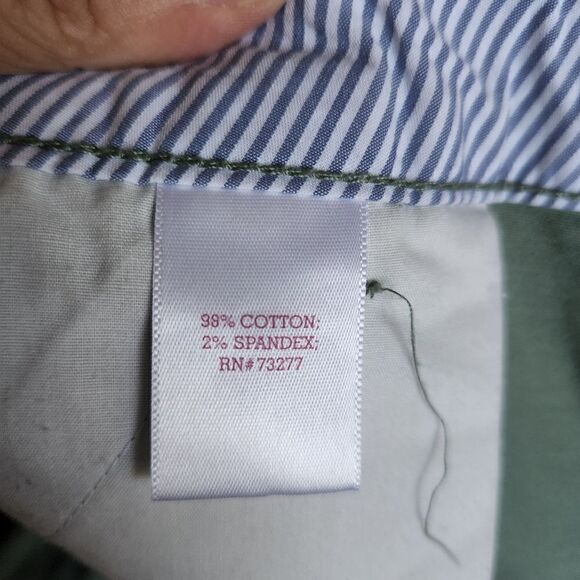 98% COTTON;
2% SPANDEX;
RN# 73277